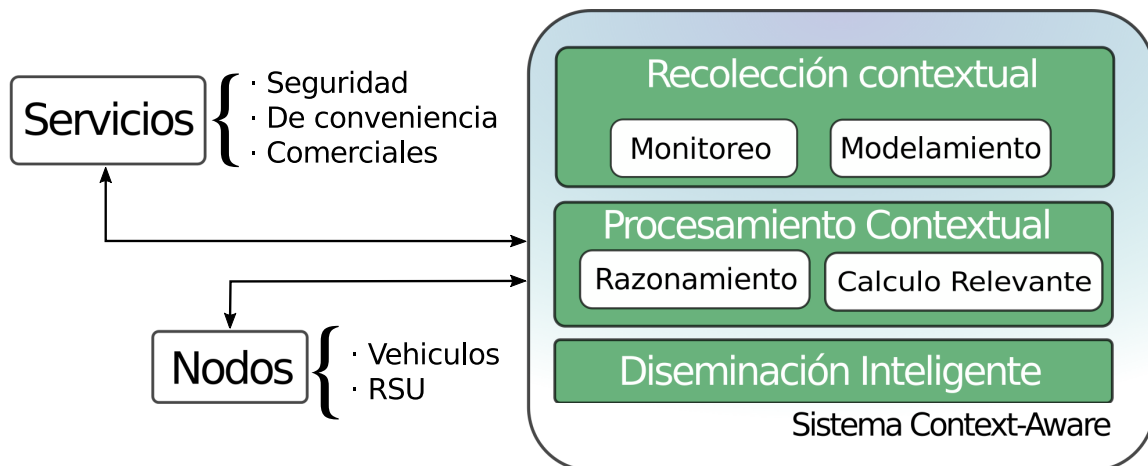 Servicios
· Seguridad
· De conveniencia
· Comerciales
Nodos
· Vehiculos
· RSU
Recolección contextual
Monitoreo
Modelamiento
Procesamiento Contextual
Razonamiento
Calculo Relevante
Diseminación Inteligente
Sistema Context-Aware